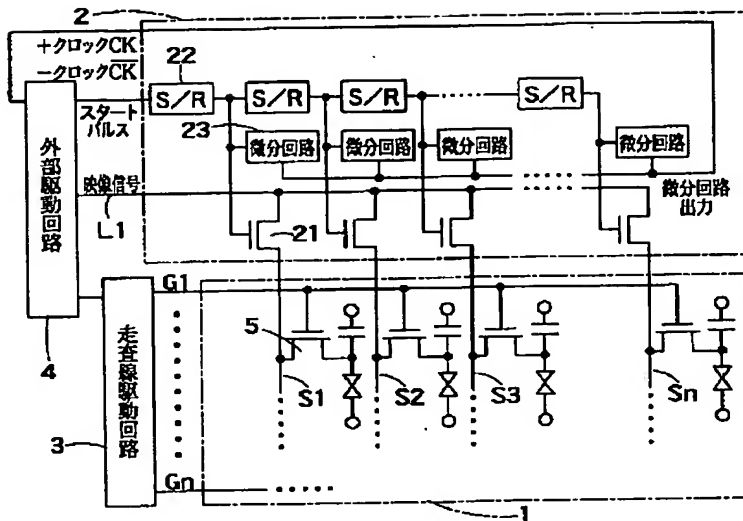 2
+クロックCK
−クロックC̅K̅
22
S/R
S/R
S/R
S/R
スタート
パルス
23
微分回路
微分回路
微分回路
微分回路
外部駆動回路
映像信号
L1
微分回路
出力
21
G1
4
走査線駆動回路
5
S1
S2
S3
Sn
3
Gn
1